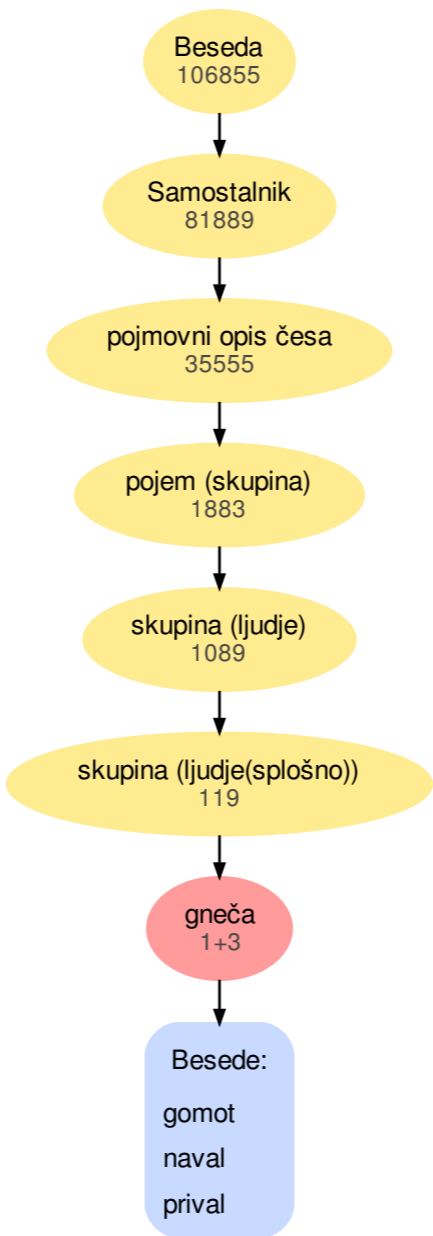 Beseda
106855
Samostalnik
81889
pojmovni opis česa
35555
pojem (skupina)
1883
skupina (ljudje)
1089
skupina (ljudje(splošno))
119
gneča
1+3
Besede:
gomot
naval
prival